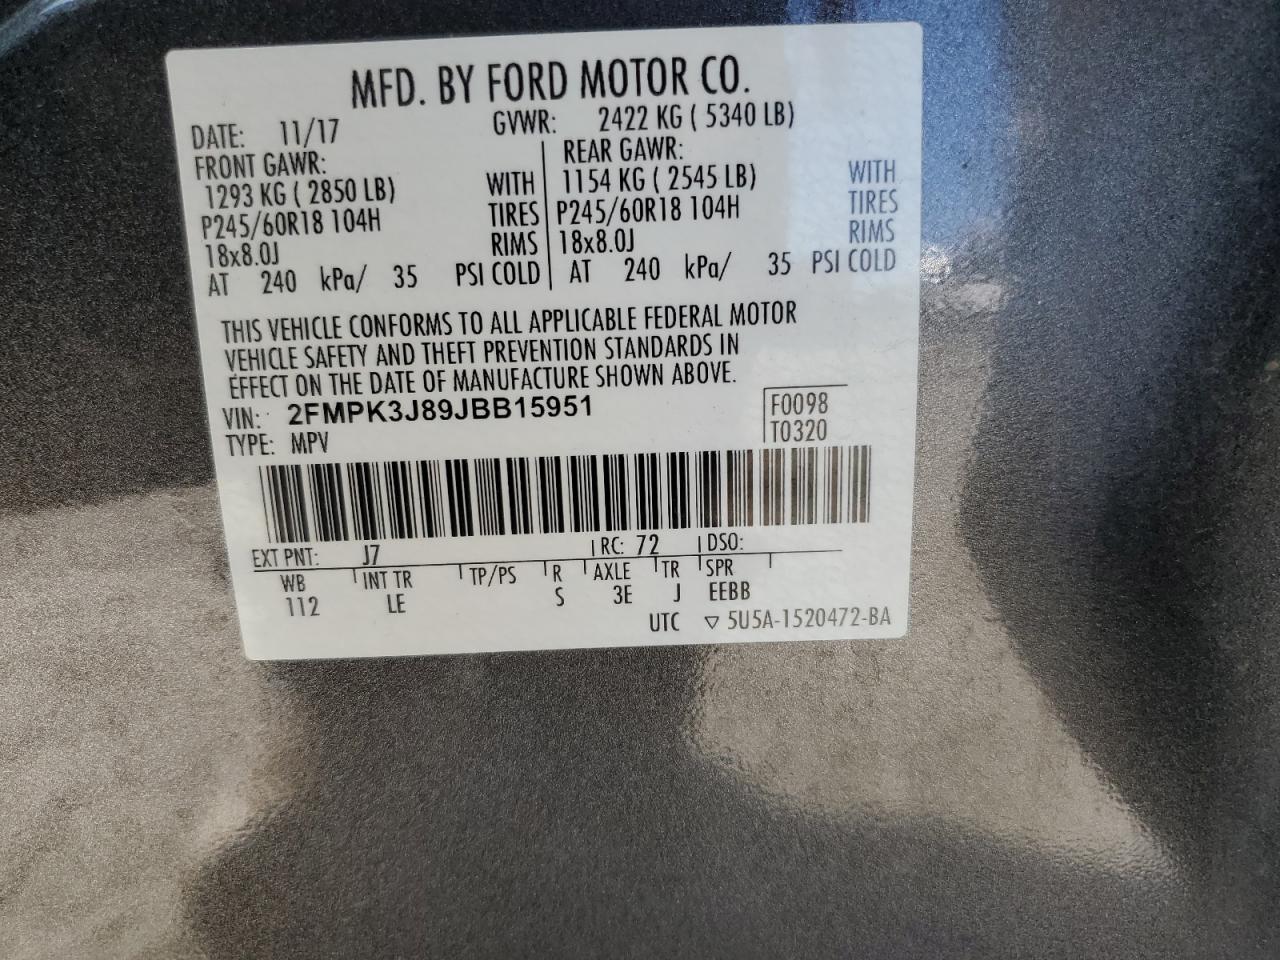 MFD. BY FORD MOTOR CO.
DATE: 11/17 GVWR: 2422 KG ( 5340 LB)
FRONT GAWR: REAR GAWR:
1293 KG ( 2850 LB) WITH 1154 KG ( 2545 LB) WITH
P245/60R18 104H TIRES P245/60R18 104H TIRES
18x8.0J RIMS 18x8.0J RIMS
AT 240 kPa/ 35 PSI COLD AT 240 kPa/ 35 PSI COLD
THIS VEHICLE CONFORMS TO ALL APPLICABLE FEDERAL MOTOR
VEHICLE SAFETY AND THEFT PREVENTION STANDARDS IN
EFFECT ON THE DATE OF MANUFACTURE SHOWN ABOVE.
VIN: 2FMPK3J89JBB15951 F0098
TYPE: MPV T0320
EXT PNT: J7 RC: 72 DSO:
WB INT TR TP/PS R AXLE TR SPR
112 LE S 3E J EEBB
UTC ▽ 5U5A-1520472-BA